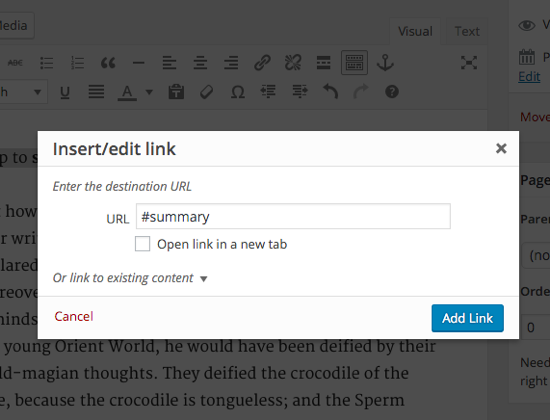 Media
Visual
Text
V
ABC
P
h
U
A
Ω
Edit
Move
p to s
Insert/edit link
Enter the destination URL
URL
#summary
Open link in a new tab
Or link to existing content
Cancel
Add Link
Page
Paren
(no
Orde
0
Need
right
t how
r wri
lared
reove
minds
young Orient World, he would have been deified by their
ld-magian thoughts. They deified the crocodile of the
e, because the crocodile is tongueless; and the Sperm